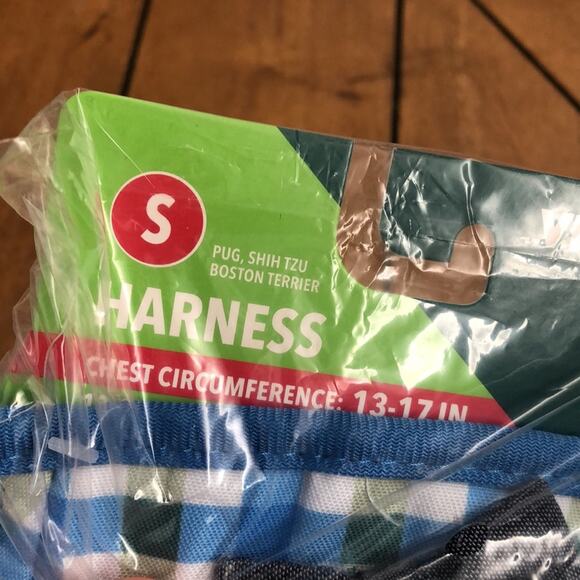 S
PUG, SHIH TZU
BOSTON TERRIER
HARNESS
CHEST CIRCUMFERENCE: 13-17 IN